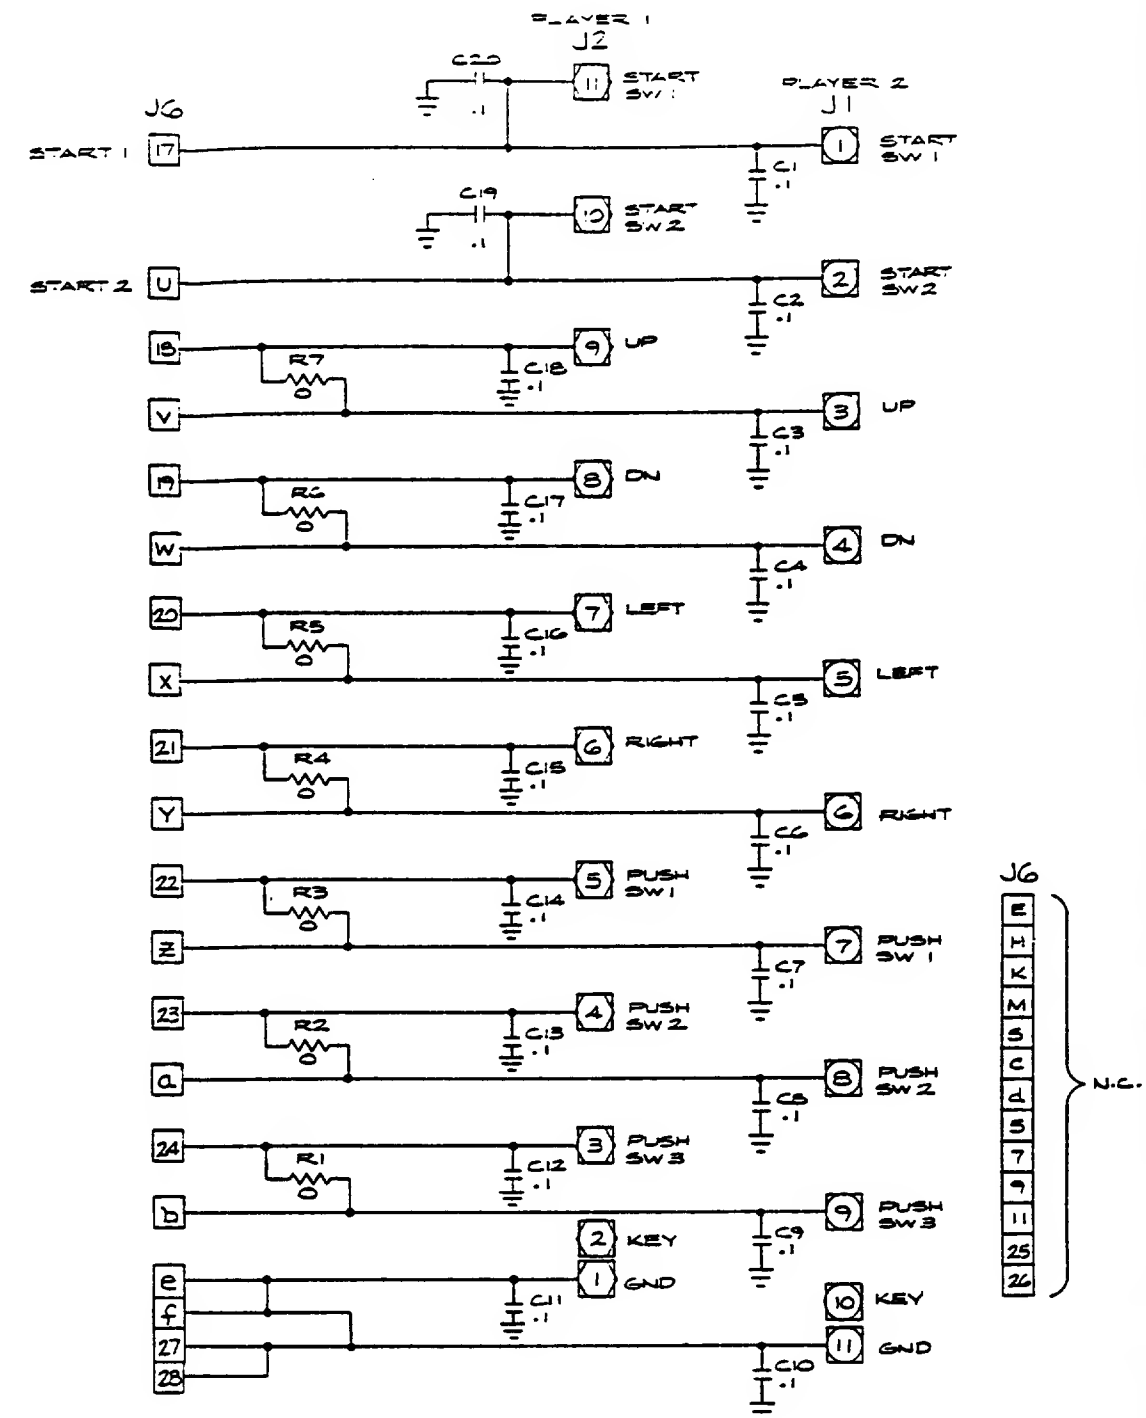 PLAYER 1
J2
C20
11
START
SW 1
.1
PLAYER 2
J1
J6
START 1
17
1
START
SW 1
C1
.1
C19
10
START
SW 2
.1
START 2
U
2
START
SW 2
C2
.1
18
9
UP
R7
0
C18
.1
V
3
UP
C3
.1
19
8
DN
R6
0
C17
.1
W
4
DN
C4
.1
20
7
LEFT
R5
0
C16
.1
X
5
LEFT
C5
.1
21
6
RIGHT
R4
0
C15
.1
Y
6
RIGHT
C6
.1
22
5
PUSH
SW 1
R3
0
C14
.1
Z
7
PUSH
SW 1
C7
.1
23
4
PUSH
SW 2
R2
0
C13
.1
a
8
PUSH
SW 2
C8
.1
24
3
PUSH
SW 3
R1
0
C12
.1
b
9
PUSH
SW 3
C9
.1
2
KEY
e
1
GND
f
C11
.1
10
KEY
27
11
GND
28
C10
.1
J6
E
H
K
M
S
C
d
5
7
9
11
25
26
N.C.